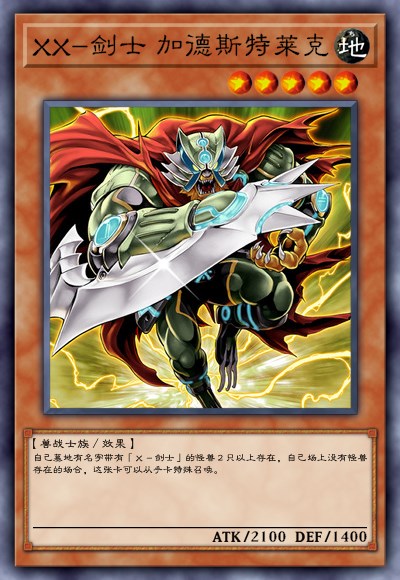 XX-剑士 加德斯特莱克
地
【兽战士族／效果】
自己墓地有名字带有「X－剑士」的怪兽2只以上存在，自己场上没有怪兽
存在的场合，这张卡可以从手卡特殊召唤。
ATK/2100 DEF/1400